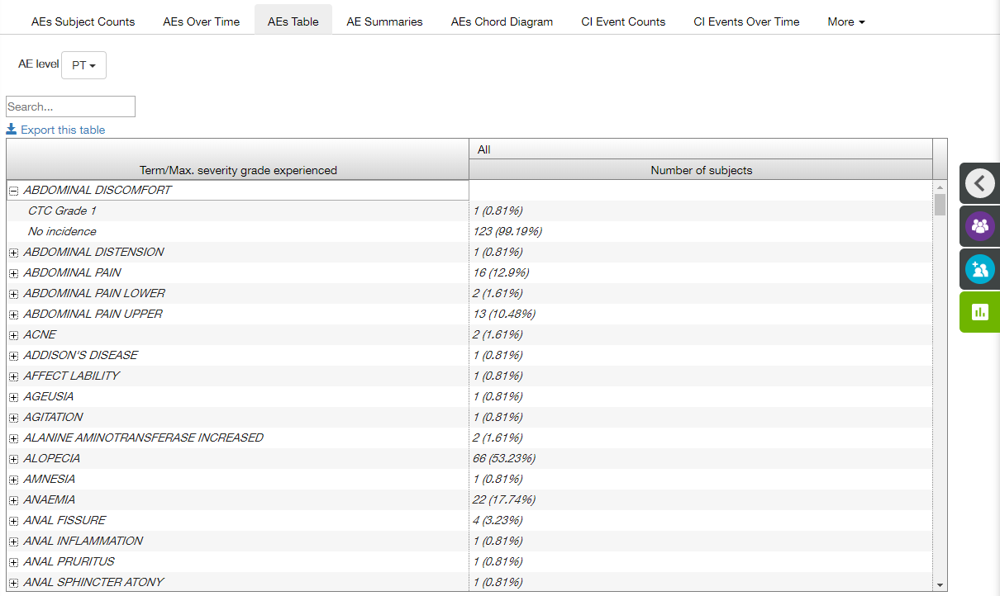 AEs Subject Counts AEs Over Time AEs Table AE Summaries AEs Chord Diagram CI Event Counts CI Events Over Time More
AE level PT
Search...
Export this table
All
Term/Max. severity grade experienced Number of subjects
ABDOMINAL DISCOMFORT
CTC Grade 1 1 (0.81%)
No incidence 123 (99.19%)
ABDOMINAL DISTENSION 1 (0.81%)
ABDOMINAL PAIN 16 (12.9%)
ABDOMINAL PAIN LOWER 2 (1.61%)
ABDOMINAL PAIN UPPER 13 (10.48%)
ACNE 2 (1.61%)
ADDISON'S DISEASE 1 (0.81%)
AFFECT LABILITY 1 (0.81%)
AGEUSIA 1 (0.81%)
AGITATION 1 (0.81%)
ALANINE AMINOTRANSFERASE INCREASED 2 (1.61%)
ALOPECIA 66 (53.23%)
AMNESIA 1 (0.81%)
ANAEMIA 22 (17.74%)
ANAL FISSURE 4 (3.23%)
ANAL INFLAMMATION 1 (0.81%)
ANAL PRURITUS 1 (0.81%)
ANAL SPHINCTER ATONY 1 (0.81%)